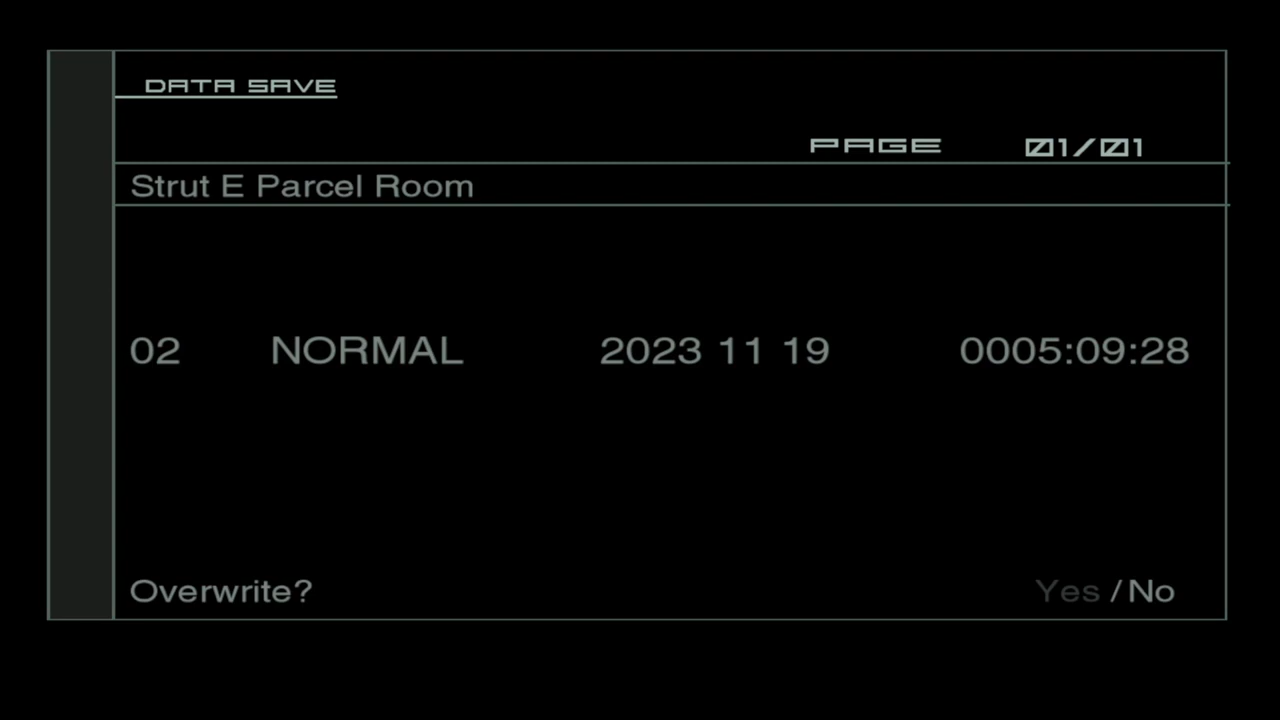 DATA SAVE
PAGE 01/01
Strut E Parcel Room
02 NORMAL 2023 11 19 0005:09:28
Overwrite? Yes / No